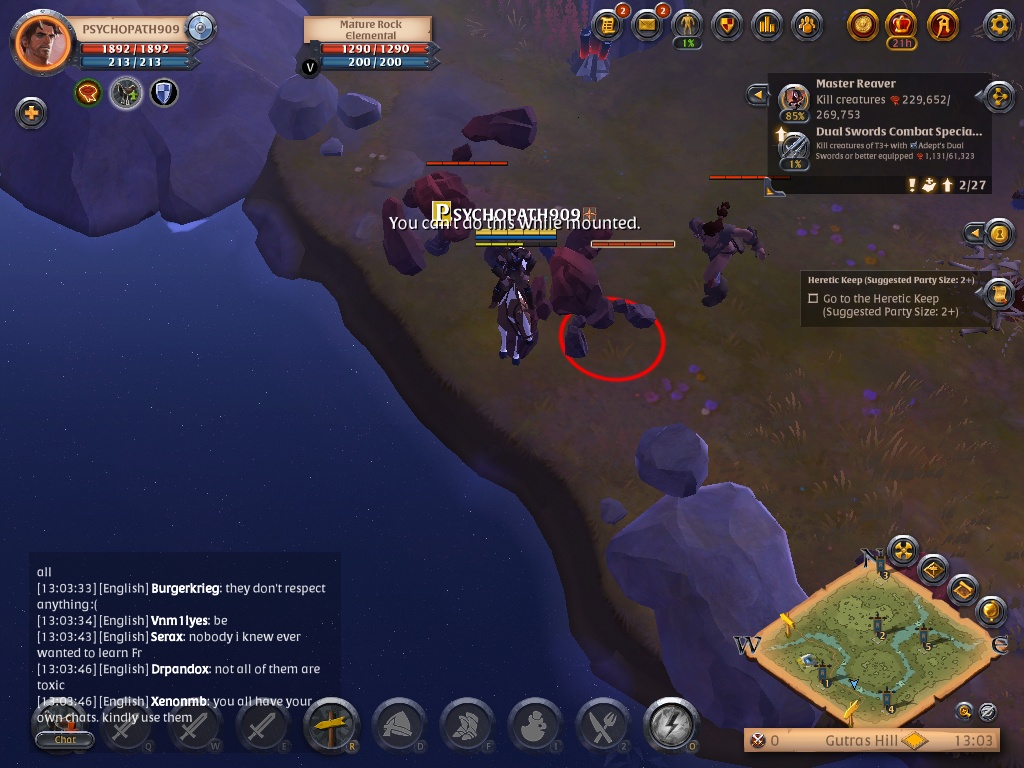 PSYCHOPATH909
1892 / 1892
213 / 213
Mature Rock
Elemental
1290 / 1290
200 / 200
V
2
2
1%
21h
Master Reaver
Kill creatures 229,652/
269,753
85%
Dual Swords Combat Specia...
Kill creatures of T3+ with Adept's Dual
Swords or better equipped 1,131/61,323
1%
2/27
P
PSYCHOPATH909
You can't do this while mounted.
Heretic Keep (Suggested Party Size: 2+)
Go to the Heretic Keep
(Suggested Party Size: 2+)
all
[13:03:33] [English] Burgerkrieg: they don't respect
anything:(
[13:03:34] [English] Vnm1lyes: be
[13:03:43] [English] Serax: nobody i knew ever
wanted to learn Fr
[13:03:46] [English] Drpandox: not all of them are
toxic
[13:03:46] [English] Xenonmb: you all have your
own chats. kindly use them
Chat
Q
W
E
R
D
F
1
2
O
N
W
E
3
2
5
1
4
0
Gutras Hill
13:03